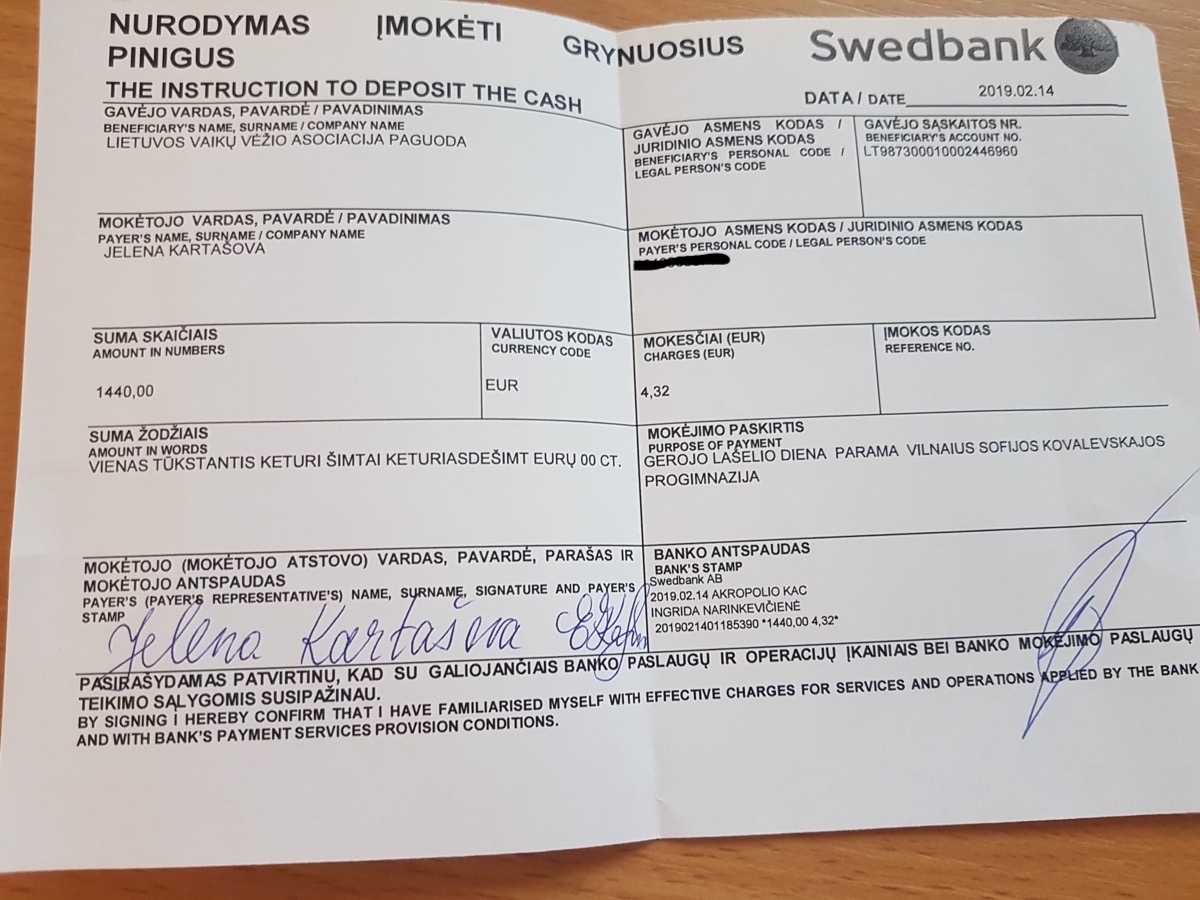 NURODYMAS ĮMOKĖTI GRYNUOSIUS
PINIGUS
Swedbank
THE INSTRUCTION TO DEPOSIT THE CASH
DATA / DATE 2019.02.14
GAVĖJO VARDAS, PAVARDĖ / PAVADINIMAS
BENEFICIARY'S NAME, SURNAME / COMPANY NAME
LIETUVOS VAIKŲ VĖŽIO ASOCIACIJA PAGUODA
GAVĖJO ASMENS KODAS /
JURIDINIO ASMENS KODAS
BENEFICIARY'S PERSONAL CODE /
LEGAL PERSON'S CODE
GAVĖJO SĄSKAITOS NR.
BENEFICIARY'S ACCOUNT NO.
LT987300010002446960
MOKĖTOJO VARDAS, PAVARDĖ / PAVADINIMAS
PAYER'S NAME, SURNAME / COMPANY NAME
JELENA KARTAŠOVA
MOKĖTOJO ASMENS KODAS / JURIDINIO ASMENS KODAS
PAYER'S PERSONAL CODE / LEGAL PERSON'S CODE
SUMA SKAIČIAIS
AMOUNT IN NUMBERS
1440,00
VALIUTOS KODAS
CURRENCY CODE
EUR
MOKESČIAI (EUR)
CHARGES (EUR)
4,32
ĮMOKOS KODAS
REFERENCE NO.
SUMA ŽODŽIAIS
AMOUNT IN WORDS
VIENAS TŪKSTANTIS KETURI ŠIMTAI KETURIASDEŠIMT EURŲ 00 CT.
MOKĖJIMO PASKIRTIS
PURPOSE OF PAYMENT
GEROJO LAŠELIO DIENA PARAMA VILNAIUS SOFIJOS KOVALEVSKAJOS
PROGIMNAZIJA
MOKĖTOJO (MOKĖTOJO ATSTOVO) VARDAS, PAVARDĖ, PARAŠAS IR
MOKĖTOJO ANTSPAUDAS
PAYER'S (PAYER'S REPRESENTATIVE'S) NAME, SURNAME, SIGNATURE AND PAYER'S
STAMP
Jelena Kartašova
BANKO ANTSPAUDAS
BANK'S STAMP
Swedbank AB
2019.02.14 AKROPOLIO KAC
INGRIDA NARINKEVIČIENĖ
2019021401185390 *1440,00 4,32*
PASIRAŠYDAMAS PATVIRTINU, KAD SU GALIOJANČIAIS BANKO PASLAUGŲ IR OPERACIJŲ ĮKAINIAIS BEI BANKO MOKĖJIMO PASLAUGŲ
TEIKIMO SĄLYGOMIS SUSIPAŽINAU.
BY SIGNING I HEREBY CONFIRM THAT I HAVE FAMILIARISED MYSELF WITH EFFECTIVE CHARGES FOR SERVICES AND OPERATIONS APPLIED BY THE BANK
AND WITH BANK'S PAYMENT SERVICES PROVISION CONDITIONS.